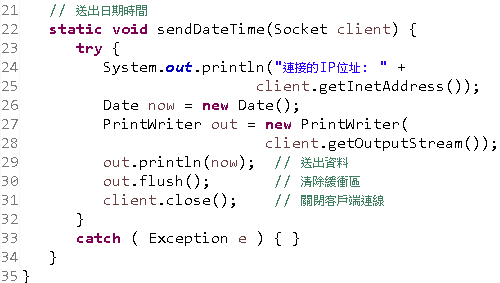 21    // 送出日期時間
22    static void sendDateTime(Socket client) {
23       try {
24          System.out.println("連接的IP位址: " +
25                           client.getInetAddress());
26          Date now = new Date();
27          PrintWriter out = new PrintWriter(
28                            client.getOutputStream());
29          out.println(now);  // 送出資料
30          out.flush();       // 清除緩衝區
31          client.close();    // 關閉客戶端連線
32       }
33       catch ( Exception e ) { }
34    }
35 }